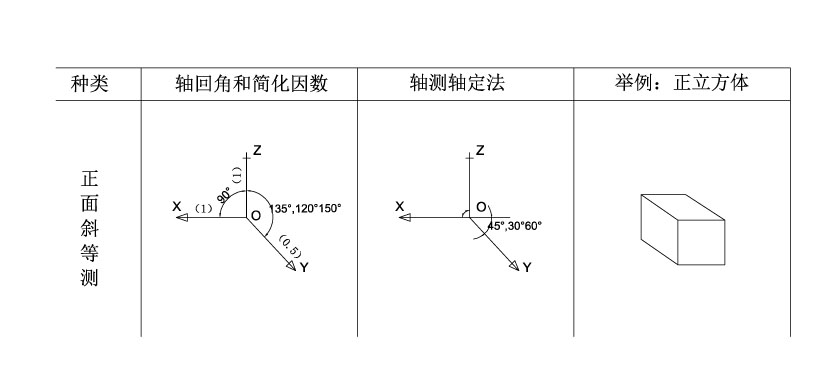 种类
轴回角和简化因数
轴测轴定法
举例：正立方体
正
面
斜
等
测
Z
(1)
90°
X
(1)
O
135°,120°150°
(0.5)
Y
Z
X
O
45°,30°60°
Y